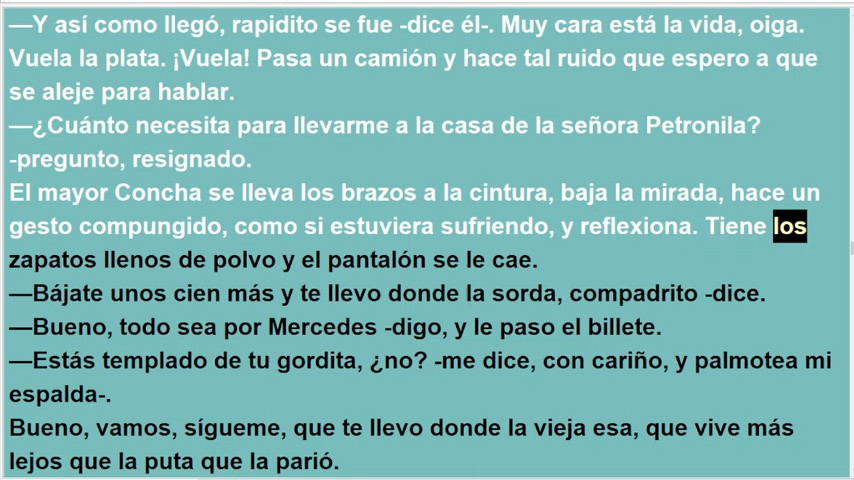 —Y así como llegó, rapidito se fue -dice él-. Muy cara está la vida, oiga.
Vuela la plata. ¡Vuela! Pasa un camión y hace tal ruido que espero a que
se aleje para hablar.
—¿Cuánto necesita para llevarme a la casa de la señora Petronila?
-pregunto, resignado.
El mayor Concha se lleva los brazos a la cintura, baja la mirada, hace un
gesto compungido, como si estuviera sufriendo, y reflexiona. Tiene los
zapatos llenos de polvo y el pantalón se le cae.
—Bájate unos cien más y te llevo donde la sorda, compadrito -dice.
—Bueno, todo sea por Mercedes -digo, y le paso el billete.
—Estás templado de tu gordita, ¿no? -me dice, con cariño, y palmotea mi
espalda-.
Bueno, vamos, sígueme, que te llevo donde la vieja esa, que vive más
lejos que la puta que la parió.